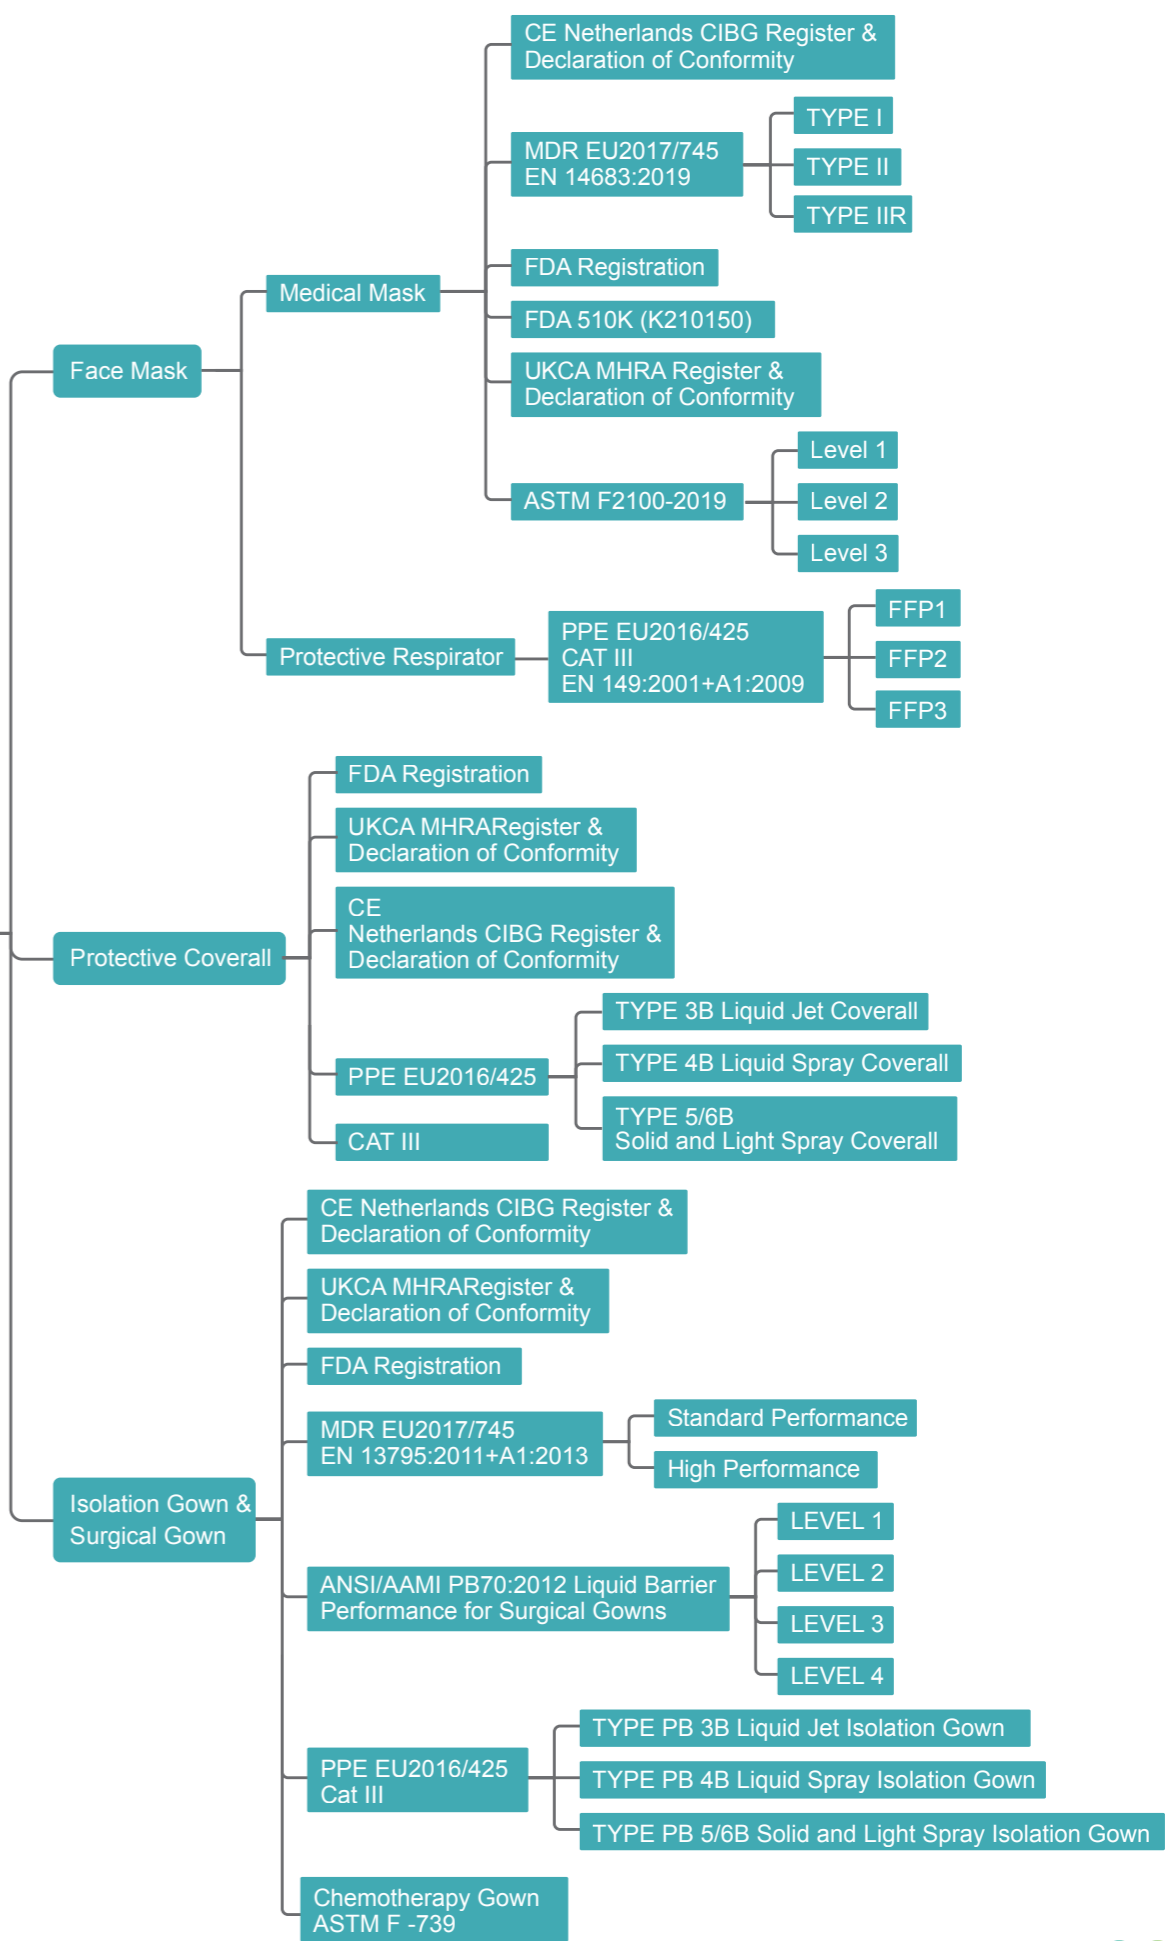 CE Netherlands CIBG Register &
Declaration of Conformity
MDR EU2017/745
EN 14683:2019
TYPE I
TYPE II
TYPE IIR
FDA Registration
Medical Mask
FDA 510K (K210150)
Face Mask
UKCA MHRA Register &
Declaration of Conformity
ASTM F2100-2019
Level 1
Level 2
Level 3
Protective Respirator
PPE EU2016/425
CAT III
EN 149:2001+A1:2009
FFP1
FFP2
FFP3
Protective Coverall
FDA Registration
UKCA MHRARegister &
Declaration of Conformity
CE
Netherlands CIBG Register &
Declaration of Conformity
PPE EU2016/425
TYPE 3B Liquid Jet Coverall
TYPE 4B Liquid Spray Coverall
TYPE 5/6B
Solid and Light Spray Coverall
CAT III
Isolation Gown &
Surgical Gown
CE Netherlands CIBG Register &
Declaration of Conformity
UKCA MHRARegister &
Declaration of Conformity
FDA Registration
MDR EU2017/745
EN 13795:2011+A1:2013
Standard Performance
High Performance
ANSI/AAMI PB70:2012 Liquid Barrier
Performance for Surgical Gowns
LEVEL 1
LEVEL 2
LEVEL 3
LEVEL 4
PPE EU2016/425
Cat III
TYPE PB 3B Liquid Jet Isolation Gown
TYPE PB 4B Liquid Spray Isolation Gown
TYPE PB 5/6B Solid and Light Spray Isolation Gown
Chemotherapy Gown
ASTM F -739